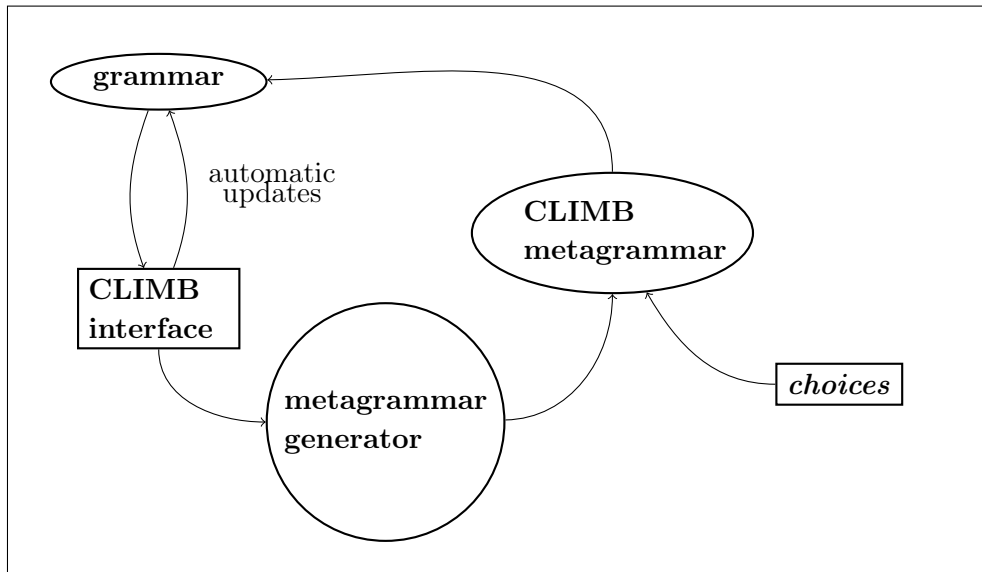 grammar
automatic
updates
CLIMB
metagrammar
CLIMB
interface
choices
metagrammar
generator